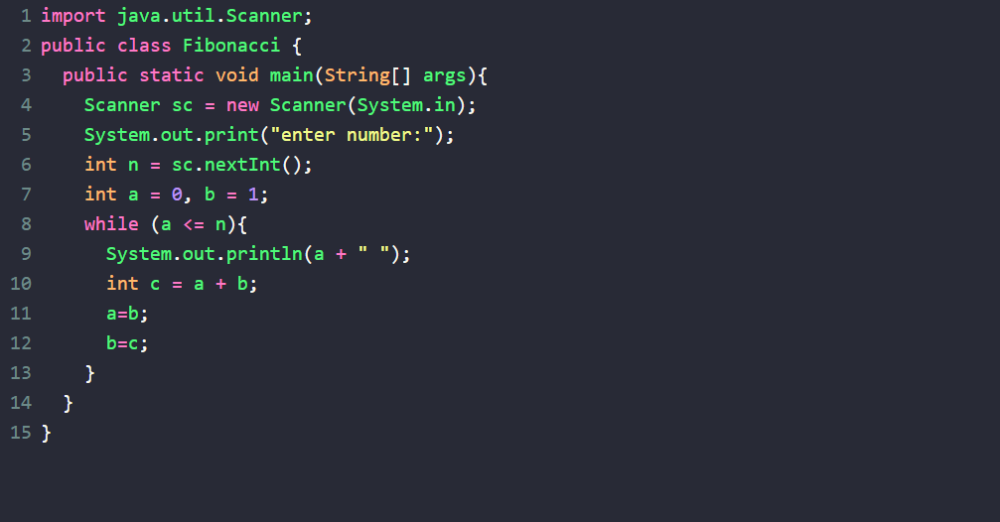 1 import java.util.Scanner;
2 public class Fibonacci {
3   public static void main(String[] args){
4     Scanner sc = new Scanner(System.in);
5     System.out.print("enter number:");
6     int n = sc.nextInt();
7     int a = 0, b = 1;
8     while (a <= n){
9       System.out.println(a + " ");
10       int c = a + b;
11       a=b;
12       b=c;
13     }
14   }
15 }